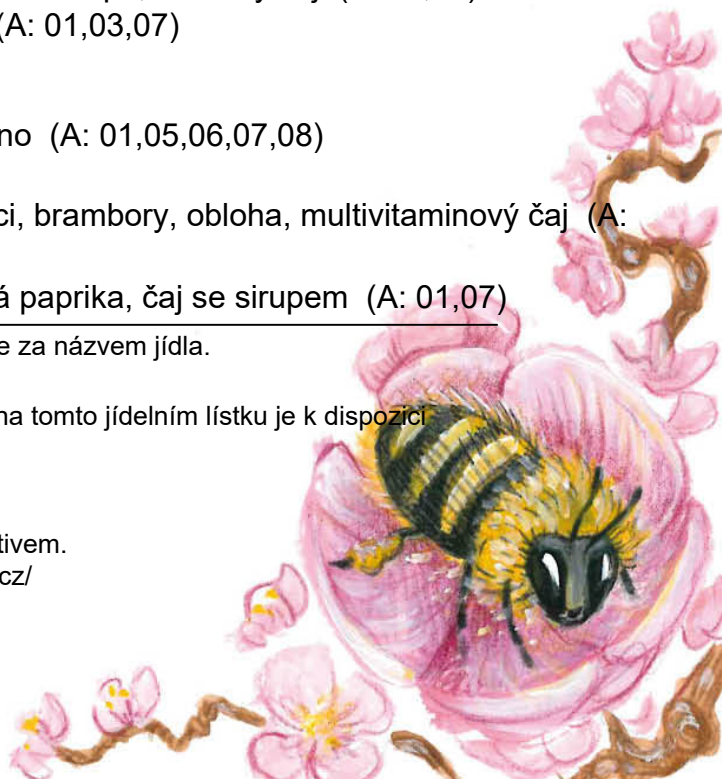 (A: 01,03,07)
no (A: 01,05,06,07,08)
ci, brambory, obloha, multivitaminový čaj (A:
á paprika, čaj se sirupem (A: 01,07)
e za názvem jídla.
na tomto jídelním lístku je k dispozici
tivem.
cz/